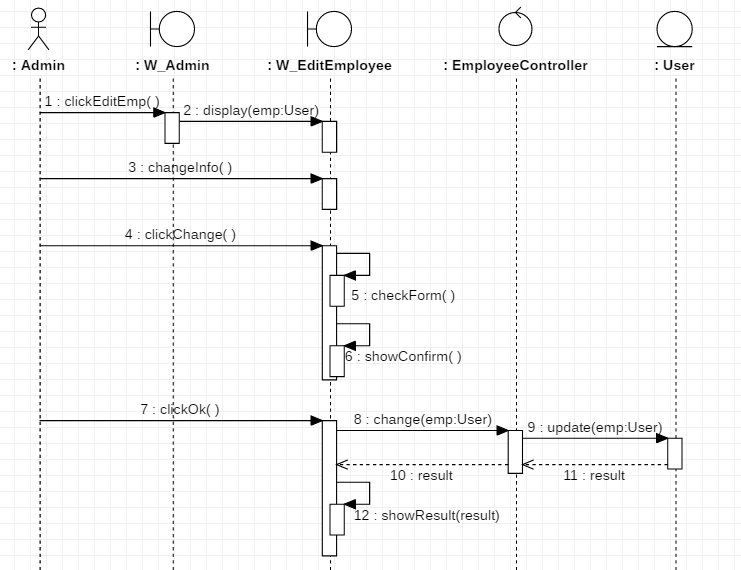 : Admin
: W_Admin
: W_EditEmployee
: EmployeeController
: User
1 : clickEditEmp( )
2 : display(emp:User)
3 : changeInfo( )
4 : clickChange( )
5 : checkForm( )
6 : showConfirm( )
7 : clickOk( )
8 : change(emp:User)
9 : update(emp:User)
10 : result
11 : result
12 : showResult(result)